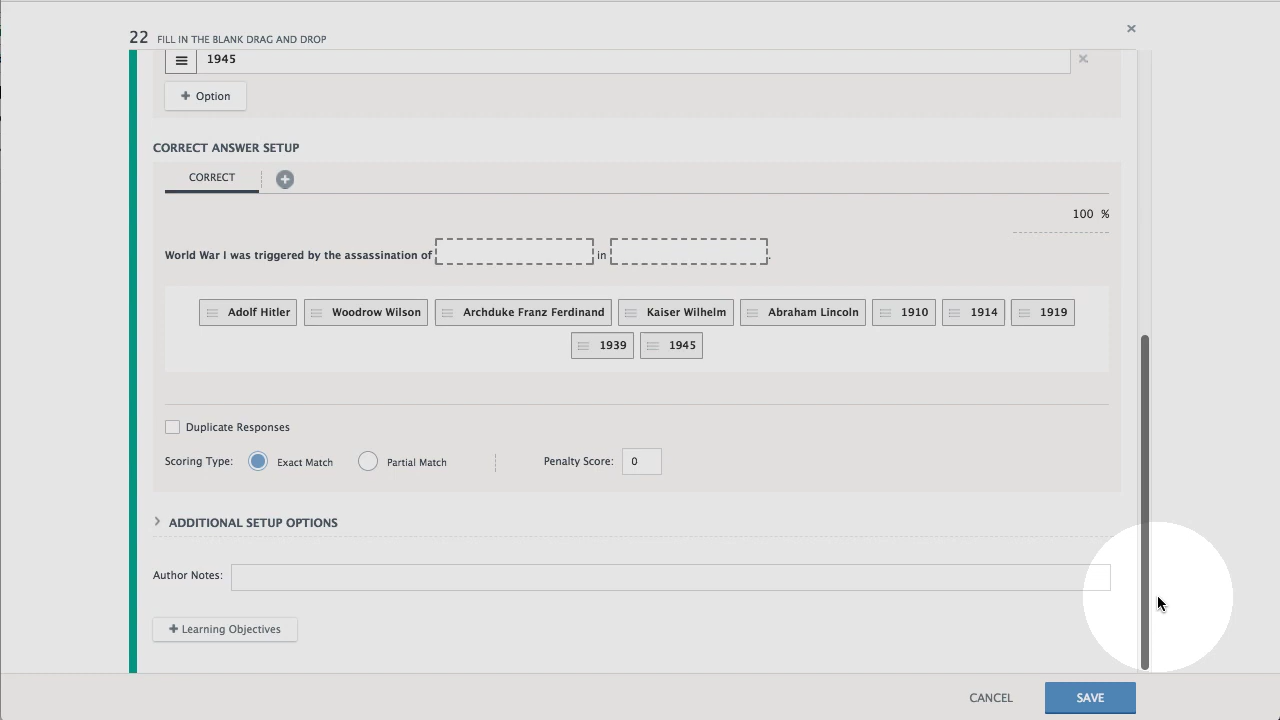 22 FILL IN THE BLANK DRAG AND DROP
1945
Option
CORRECT ANSWER SETUP
CORRECT
100 %
World War I was triggered by the assassination of in .
Adolf Hitler Woodrow Wilson Archduke Franz Ferdinand Kaiser Wilhelm Abraham Lincoln 1910 1914 1919
1939 1945
Duplicate Responses
Scoring Type: Exact Match Partial Match Penalty Score: 0
ADDITIONAL SETUP OPTIONS
Author Notes:
Learning Objectives
CANCEL SAVE